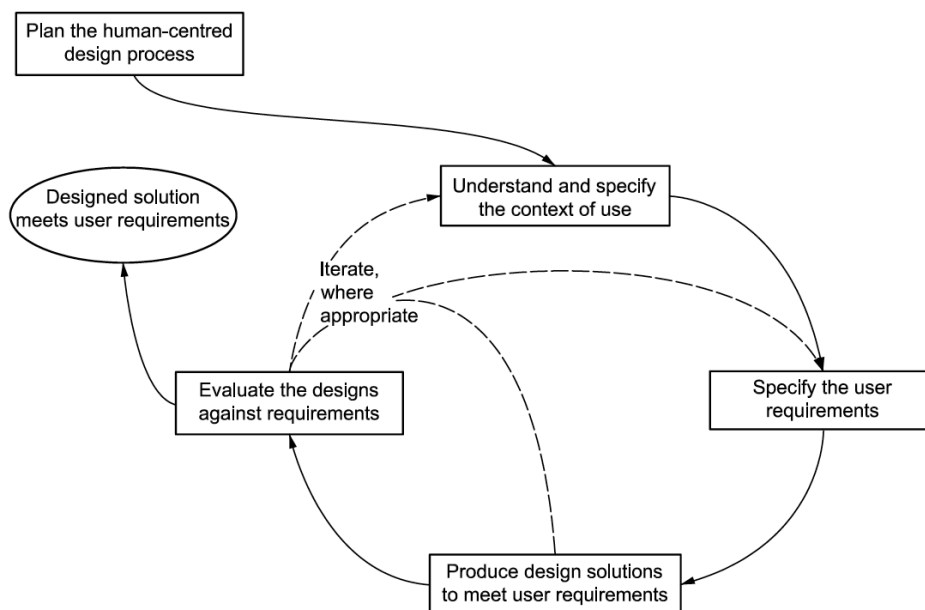 Plan the human-centred
design process
Understand and specify
the context of use
Designed solution
meets user requirements
Iterate,
where
appropriate
Evaluate the designs
against requirements
Specify the user
requirements
Produce design solutions
to meet user requirements